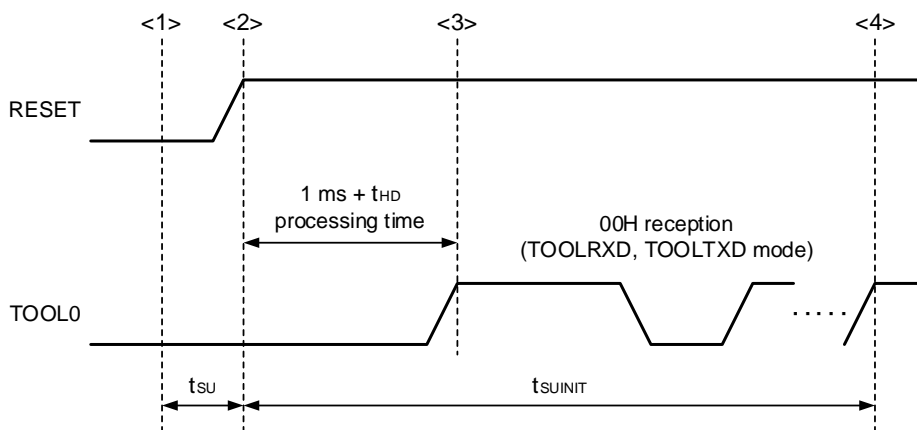 <1> <2> <3> <4>
RESET
1 ms + tHD
processing time
00H reception
(TOOLRXD, TOOLTXD mode)
TOOL0
.....
tSU
tSUINIT